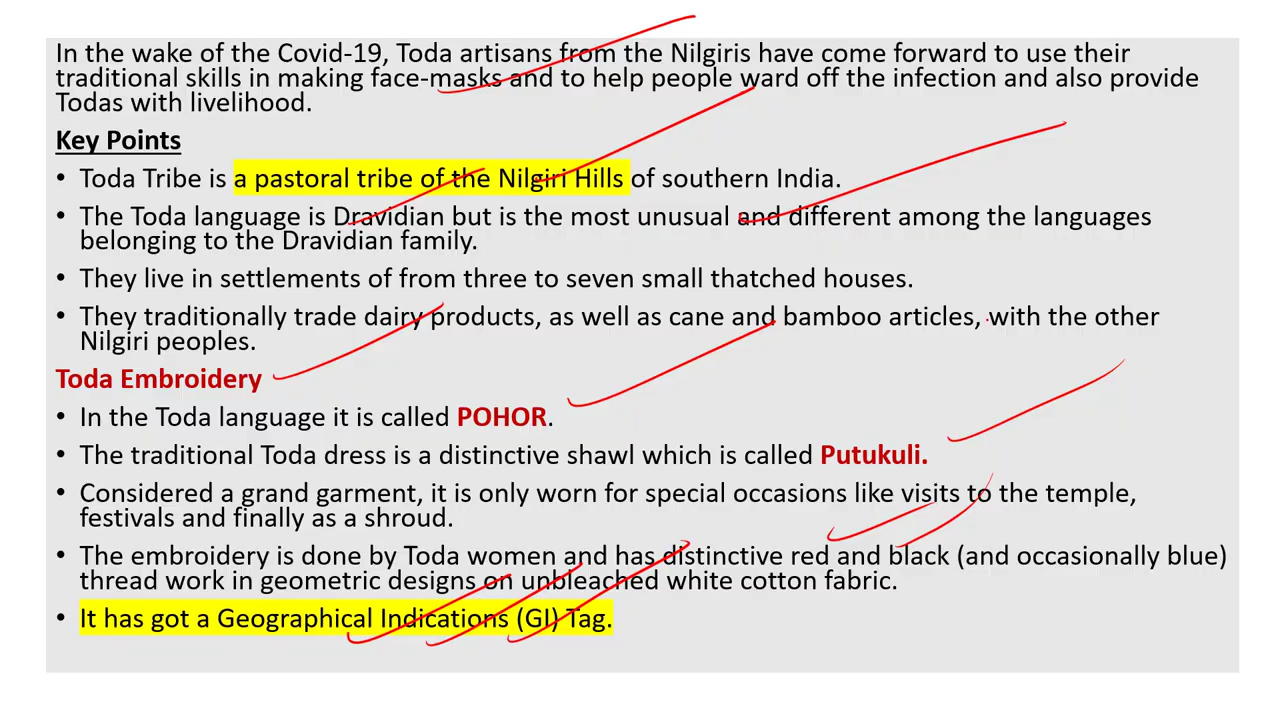 In the wake of the Covid-19, Toda artisans from the Nilgiris have come forward to use their
traditional skills in making face-masks and to help people ward off the infection and also provide
Todas with livelihood.
Key Points
• Toda Tribe is a pastoral tribe of the Nilgiri Hills of southern India.
• The Toda language is Dravidian but is the most unusual and different among the languages
belonging to the Dravidian family.
• They live in settlements of from three to seven small thatched houses.
• They traditionally trade dairy products, as well as cane and bamboo articles, with the other
Nilgiri peoples.
Toda Embroidery
• In the Toda language it is called POHOR.
• The traditional Toda dress is a distinctive shawl which is called Putukuli.
• Considered a grand garment, it is only worn for special occasions like visits to the temple,
festivals and finally as a shroud.
• The embroidery is done by Toda women and has distinctive red and black (and occasionally blue)
thread work in geometric designs on unbleached white cotton fabric.
• It has got a Geographical Indications (GI) Tag.